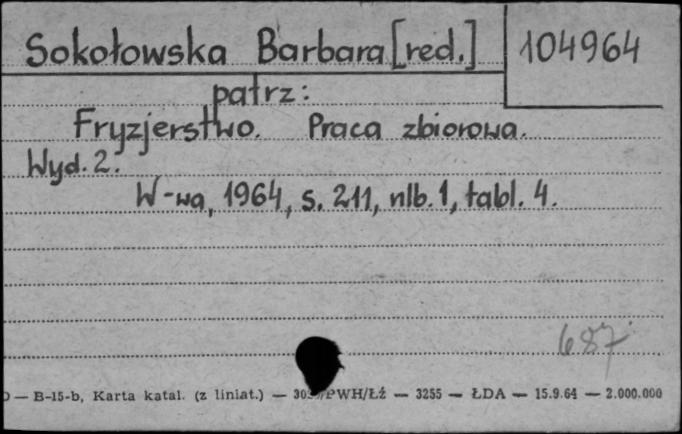 Sokołowska Barbara [red.] 104964
patrz:
Fryzjerstwo. Praca zbiorowa.
Wyd. 2.
W-wa, 1964, s. 211, nlb. 1, tabl. 4.
687
— B-15-b, Karta katal. (z liniat.) — /PWH/Łź — 3255 — ŁDA — 15.9.64 — 2.000.000